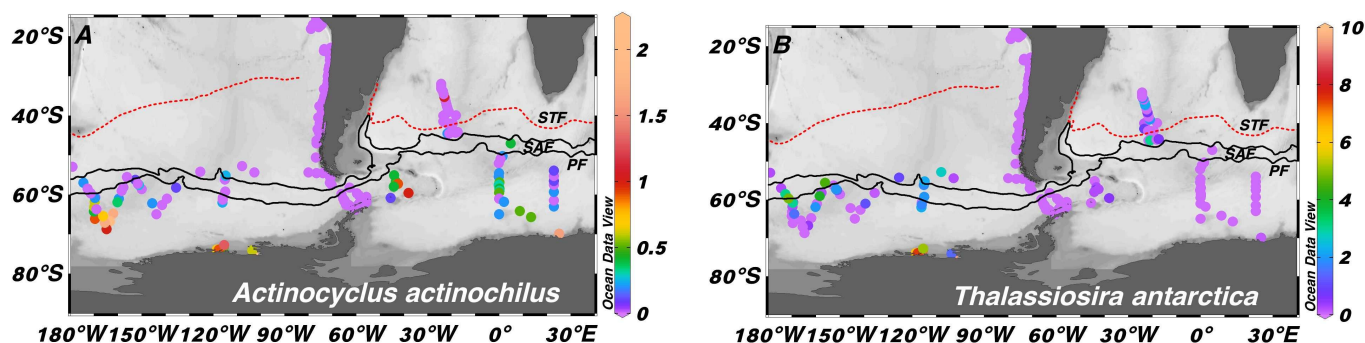 A
20°S
40°S
60°S
80°S
STF
SAF
PF
Actinocyclus actinochilus
180°W 150°W 120°W 90°W 60°W 30°W 0° 30°E
2
1.5
1
0.5
0
Ocean Data View
B
20°S
40°S
60°S
80°S
STF
SAF
PF
Thalassiosira antarctica
180°W 150°W 120°W 90°W 60°W 30°W 0° 30°E
10
8
6
4
2
0
Ocean Data View